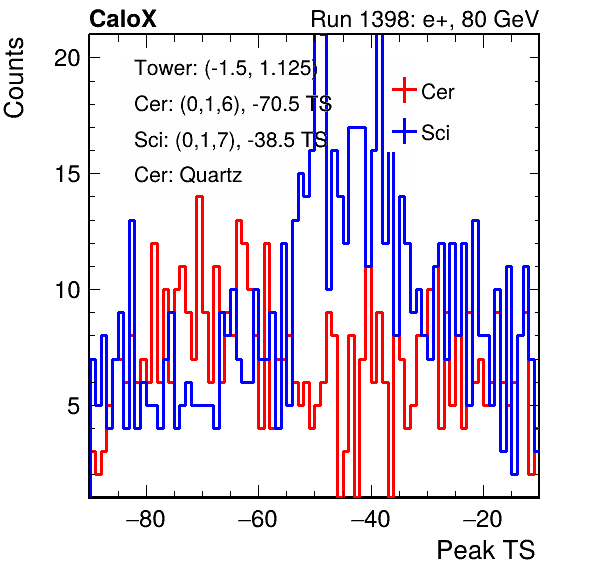 CaloX Run 1398: e+, 80 GeV
Counts
Tower: (-1.5, 1.125)
Cer: (0,1,6), -70.5 TS
Sci: (0,1,7), -38.5 TS
Cer: Quartz
Cer
Sci
20
15
10
5
−80 −60 −40 −20
Peak TS